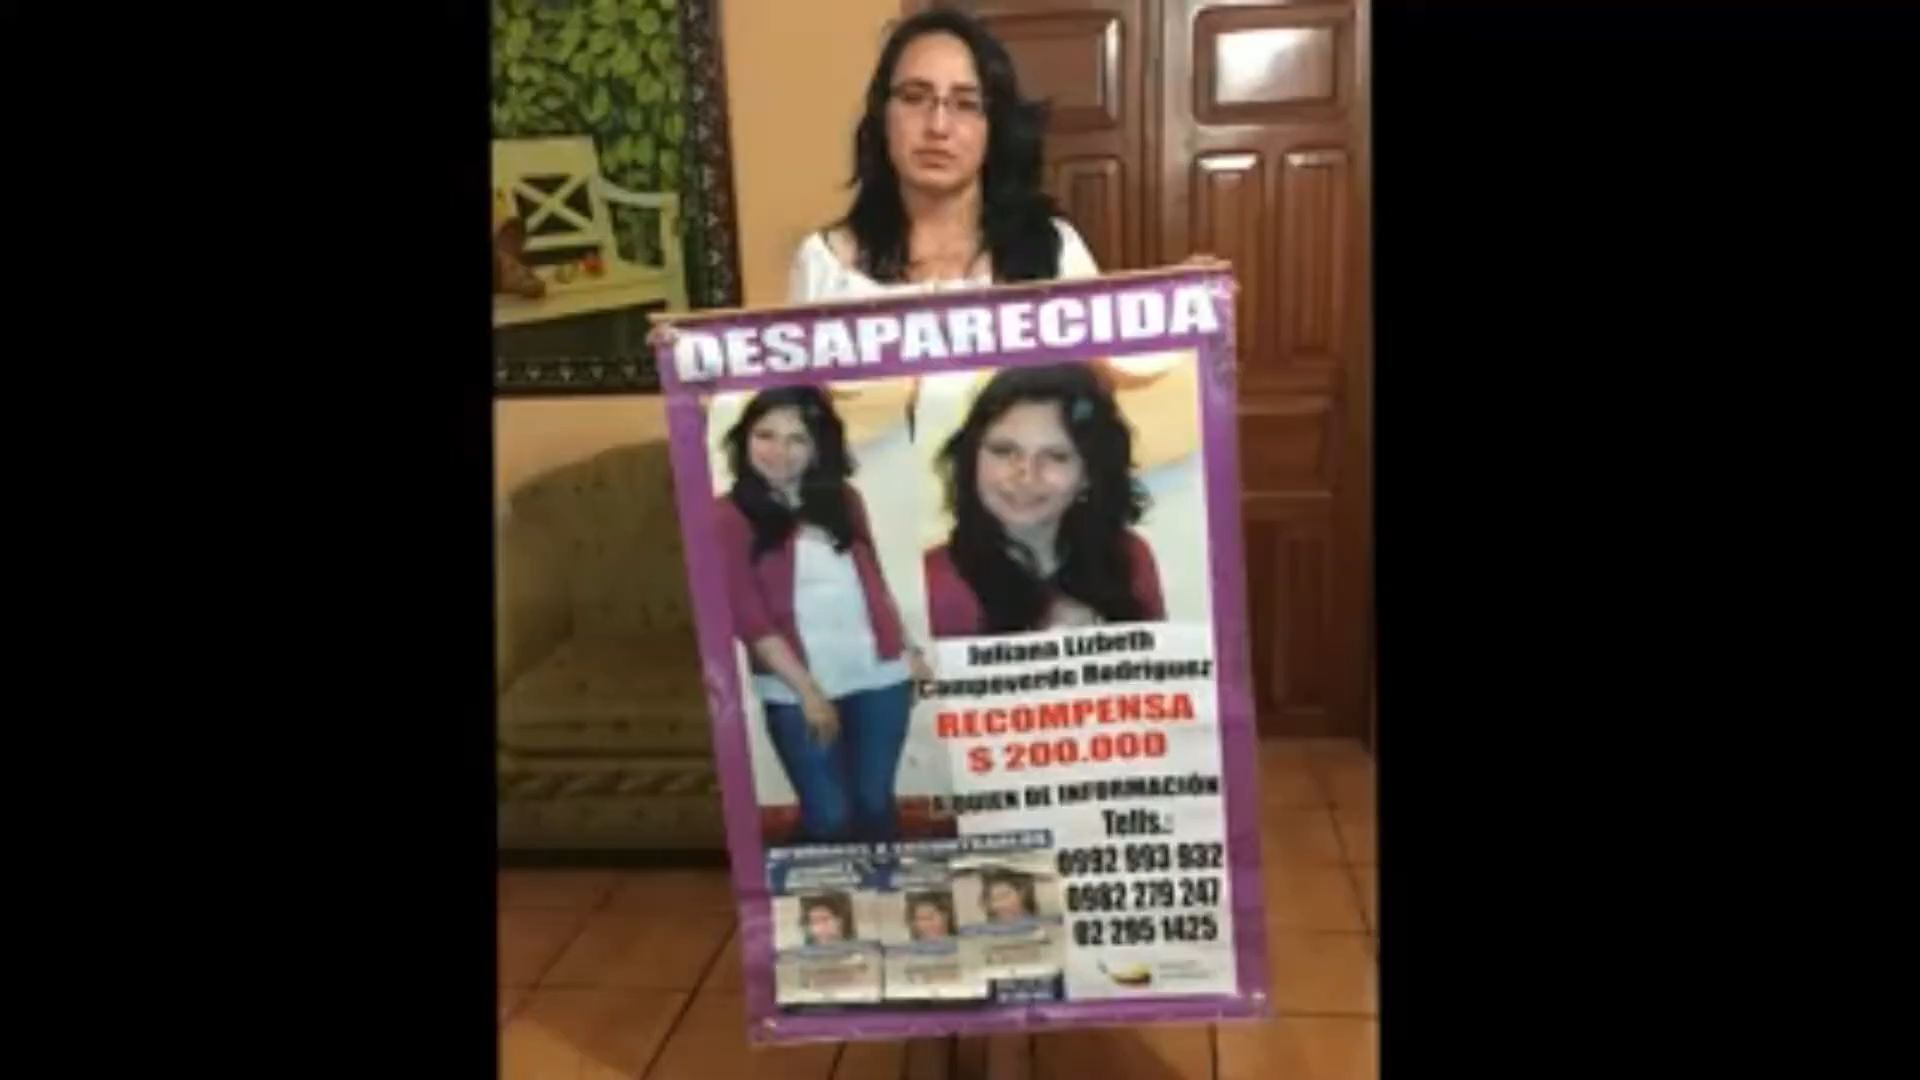 DESAPARECIDA
Juliana Lizbeth
Campoverde Rodriguez
RECOMPENSA
$ 200.000
A QUIEN DE INFORMACIÓN
Telfs.:
0992 993 932
0982 279 247
02 295 1425